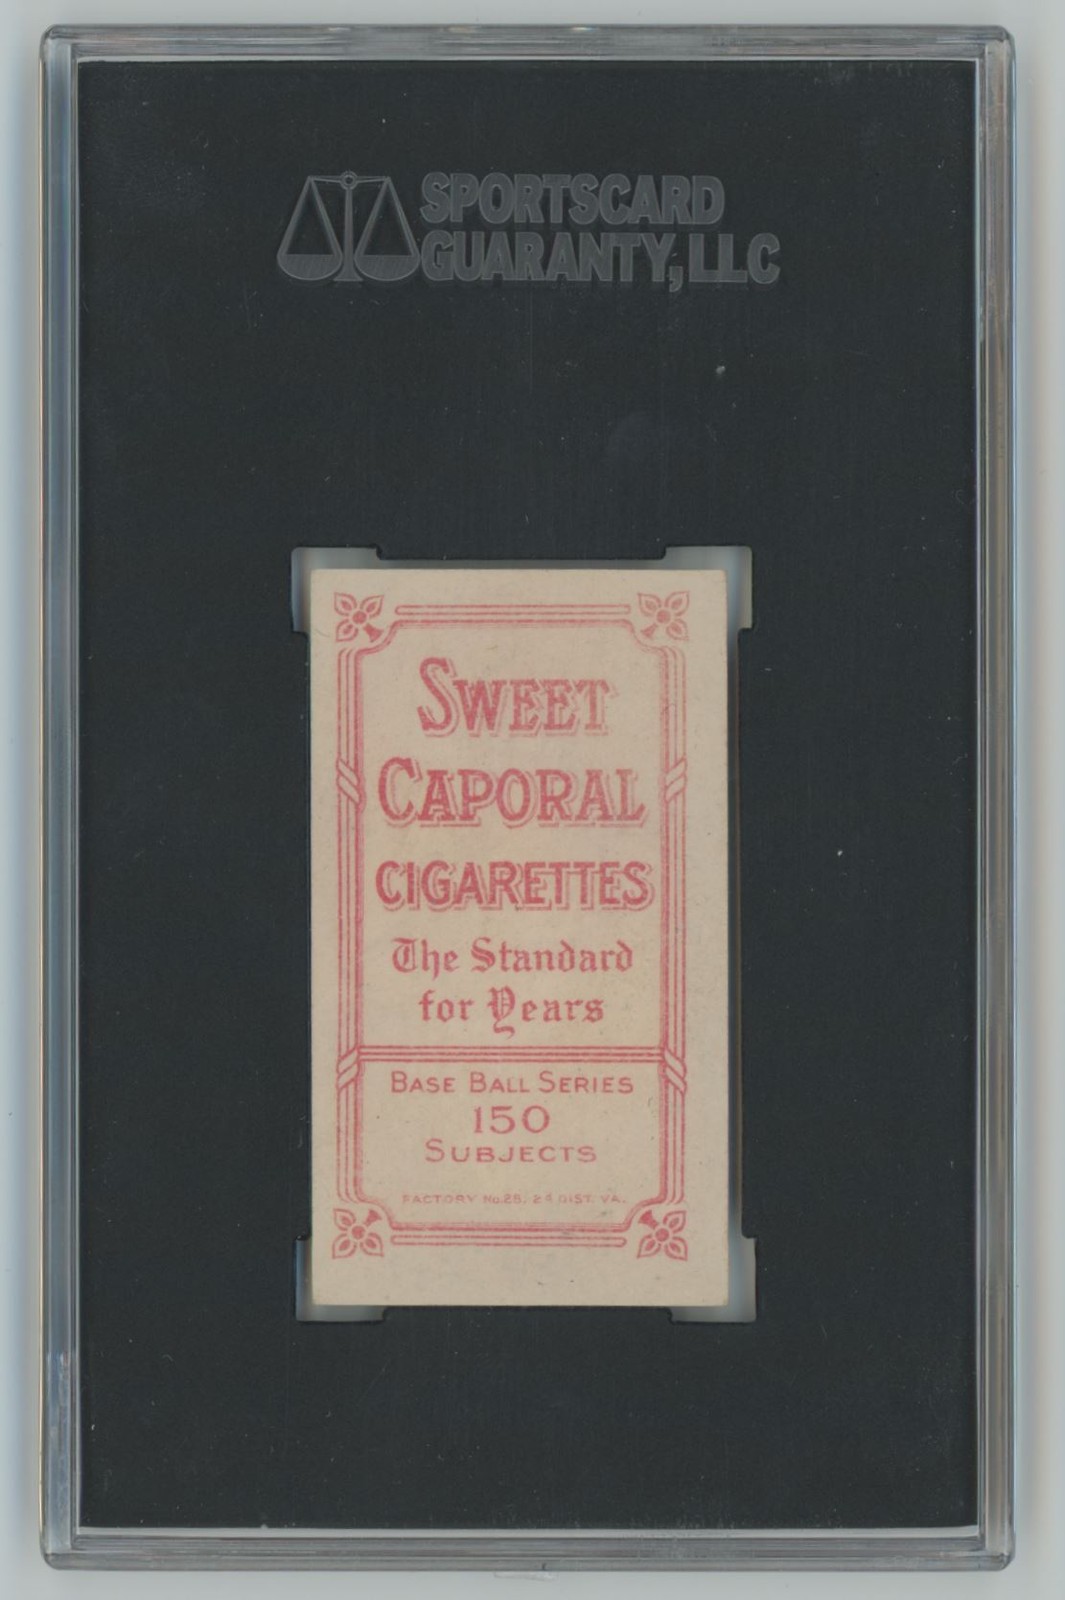 SPORTSCARD
GUARANTY, LLC
SWEET
CAPORAL
CIGARETTES
The Standard
for Years
BASE BALL SERIES
150
SUBJECTS
FACTORY No. 25, 2d DIST. VA.